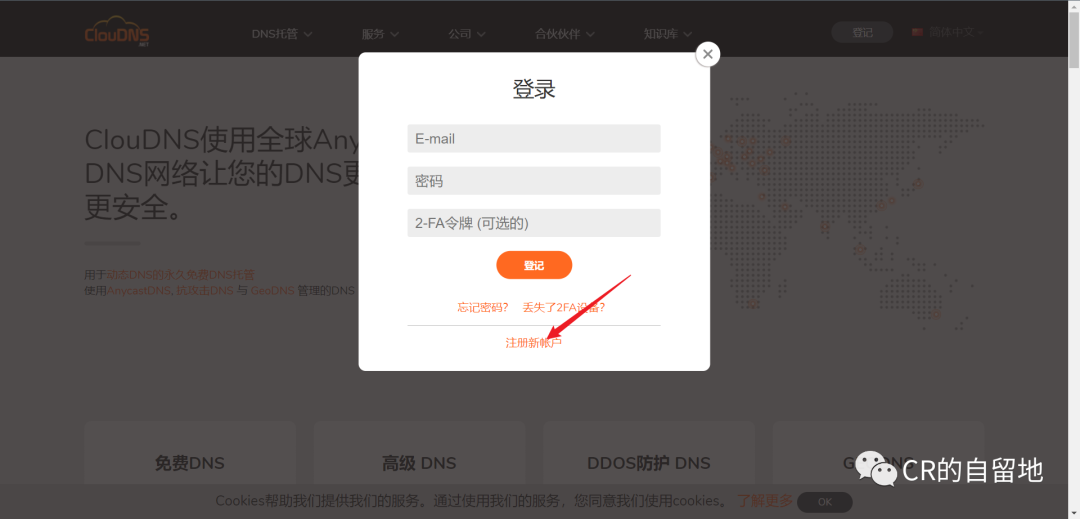 ClouDNS
.NET
DNS托管
服务
公司
合伙伙伴
知识库
登记
简体中文
登录
E-mail
密码
2-FA令牌 (可选的)
登记
忘记密码?
丢失了2FA设备?
注册新帐户
ClouDNS使用全球Any
DNS网络让您的DNS更
更安全。
用于动态DNS的永久免费DNS托管
使用AnycastDNS, 抗攻击DNS 与 GeoDNS 管理的DNS
免费DNS
高级 DNS
DDOS防护 DNS
CR的自留地
Cookies帮助我们提供我们的服务。通过使用我们的服务，您同意我们使用cookies。 了解更多 OK